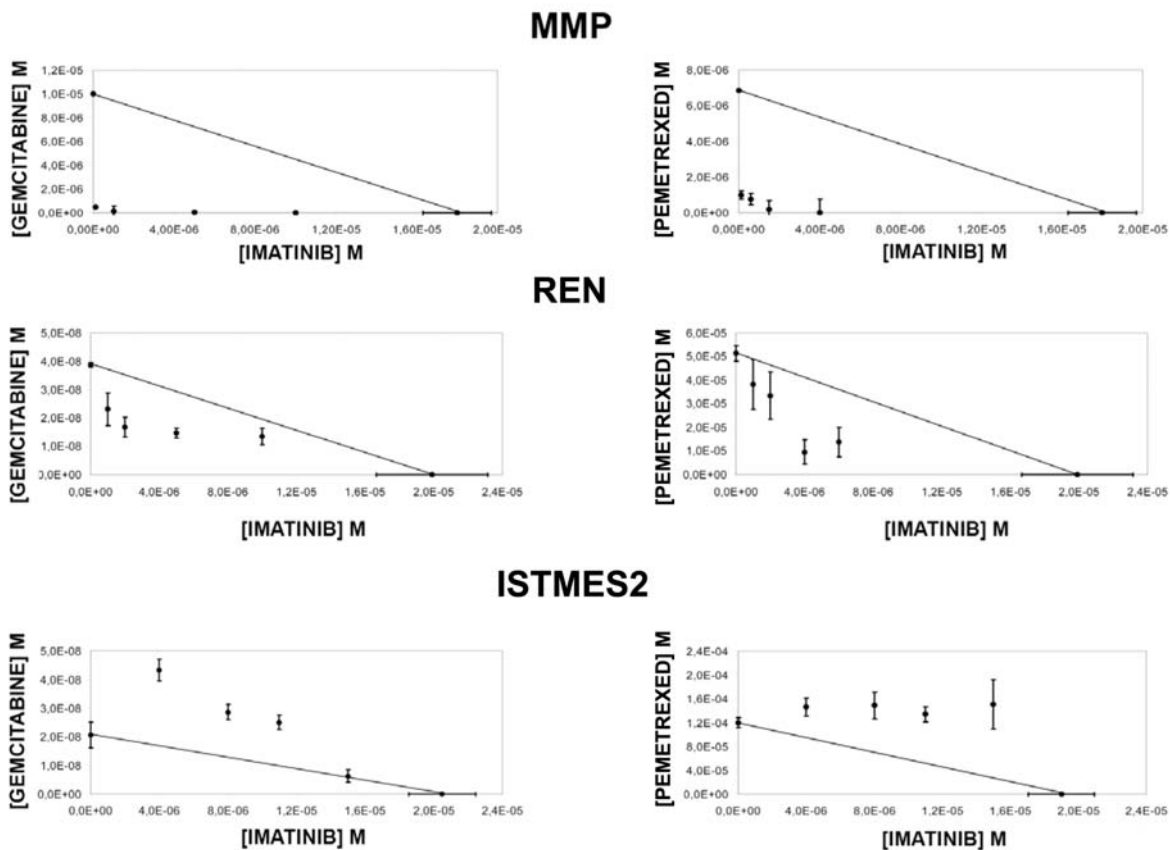 MMP
[GEMCITABINE] M
1,2E-05
1,0E-05
8,0E-06
6,0E-06
4,0E-06
2,0E-06
0,0E+00
0,00E+00 4,00E-06 8,00E-06 1,20E-05 1,60E-05 2,00E-05
[IMATINIB] M
[PEMETREXED] M
8,0E-06
6,0E-06
4,0E-06
2,0E-06
0,0E+00
0,00E+00 4,00E-06 8,00E-06 1,20E-05 1,60E-05 2,00E-05
[IMATINIB] M
REN
[GEMCITABINE] M
5,0E-08
4,0E-08
3,0E-08
2,0E-08
1,0E-08
0,0E+00
0,0E+00 4,0E-06 8,0E-06 1,2E-05 1,6E-05 2,0E-05 2,4E-05
[IMATINIB] M
[PEMETREXED] M
6,0E-05
5,0E-05
4,0E-05
3,0E-05
2,0E-05
1,0E-05
0,0E+00
0,0E+00 4,0E-06 8,0E-06 1,2E-05 1,6E-05 2,0E-05 2,4E-05
[IMATINIB] M
ISTMES2
[GEMCITABINE] M
5,0E-08
4,0E-08
3,0E-08
2,0E-08
1,0E-08
0,0E+00
0,0E+00 4,0E-06 8,0E-06 1,2E-05 1,6E-05 2,0E-05 2,4E-05
[IMATINIB] M
[PEMETREXED] M
2,4E-04
2,0E-04
1,6E-04
1,2E-04
8,0E-05
4,0E-05
0,0E+00
0,0E+00 4,0E-06 8,0E-06 1,2E-05 1,6E-05 2,0E-05 2,4E-05
[IMATINIB] M